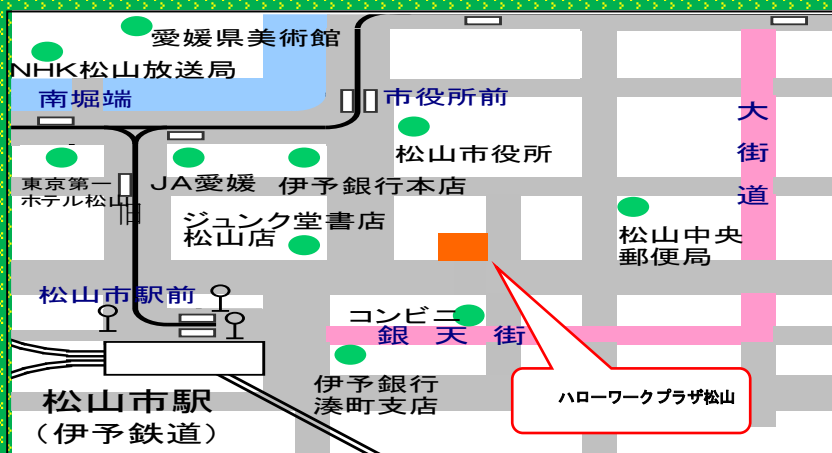 愛媛県美術館
NHK松山放送局
南堀端
市役所前
大街道
松山市役所
東京第一
ホテル松山
JA愛媛
伊予銀行本店
ジュンク堂書店
松山店
松山中央
郵便局
松山市駅前
コンビニ
銀天街
伊予銀行
湊町支店
ハローワークプラザ松山
松山市駅
（伊予鉄道）